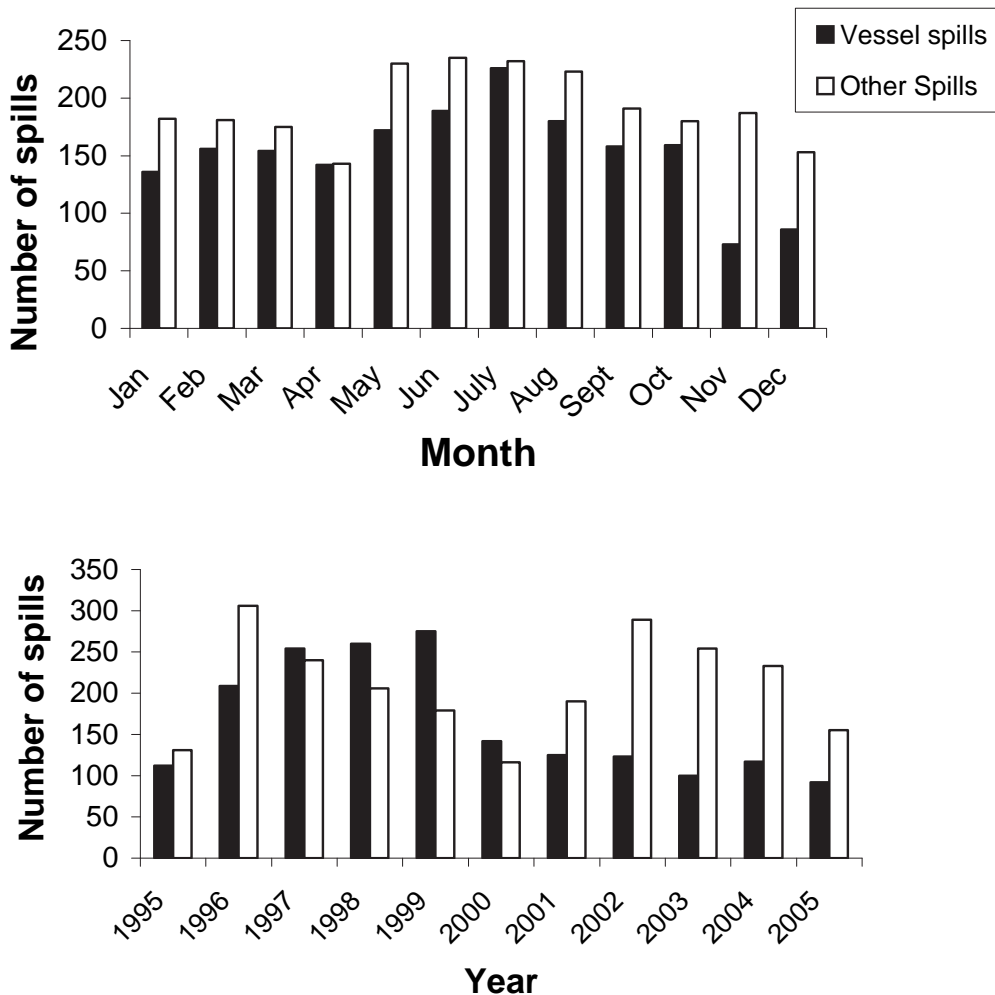 Vessel spills
Other Spills
Number of spills
250
200
150
100
50
0
Jan
Feb
Mar
Apr
May
Jun
July
Aug
Sept
Oct
Nov
Dec
Month
Number of spills
350
300
250
200
150
100
50
0
1995
1996
1997
1998
1999
2000
2001
2002
2003
2004
2005
Year